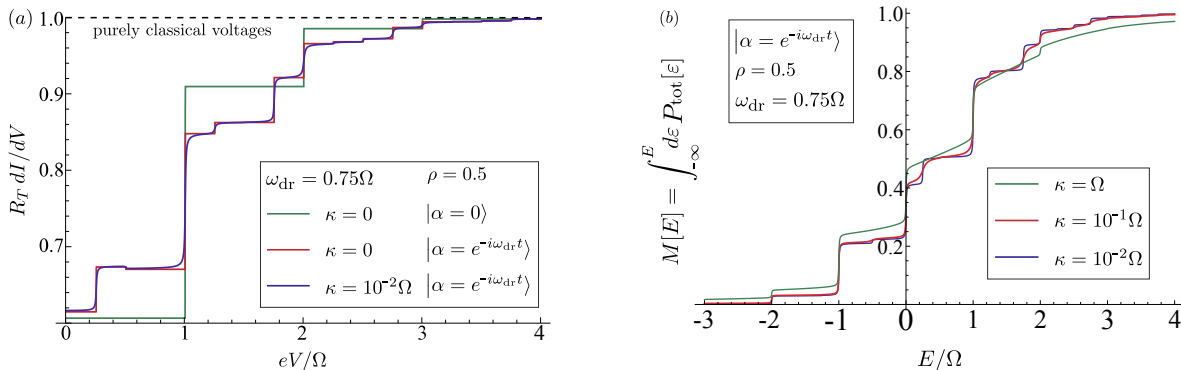 (a)
1.0
0.9
0.8
0.7
R_T dI/dV
purely classical voltages
ω_dr = 0.75Ω ρ = 0.5
κ = 0 |α = 0⟩
κ = 0 |α = e^{-iω_dr t}⟩
κ = 10^{-2}Ω |α = e^{-iω_dr t}⟩
0 1 2 3 4
eV/Ω
(b)
M[E] = ∫_{-∞}^{E} dε P_tot[ε]
1.0
0.8
0.6
0.4
0.2
|α = e^{-iω_dr t}⟩
ρ = 0.5
ω_dr = 0.75Ω
κ = Ω
κ = 10^{-1}Ω
κ = 10^{-2}Ω
-3 -2 -1 0 1 2 3 4
E/Ω